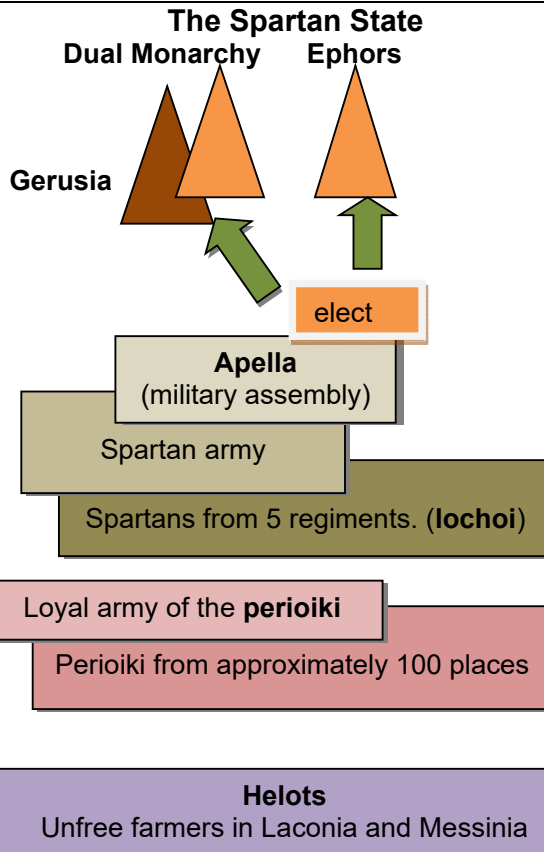 The Spartan State
Dual Monarchy Ephors
Gerusia
elect
Apella
(military assembly)
Spartan army
Spartans from 5 regiments. (lochoi)
Loyal army of the perioiki
Perioiki from approximately 100 places
Helots
Unfree farmers in Laconia and Messinia